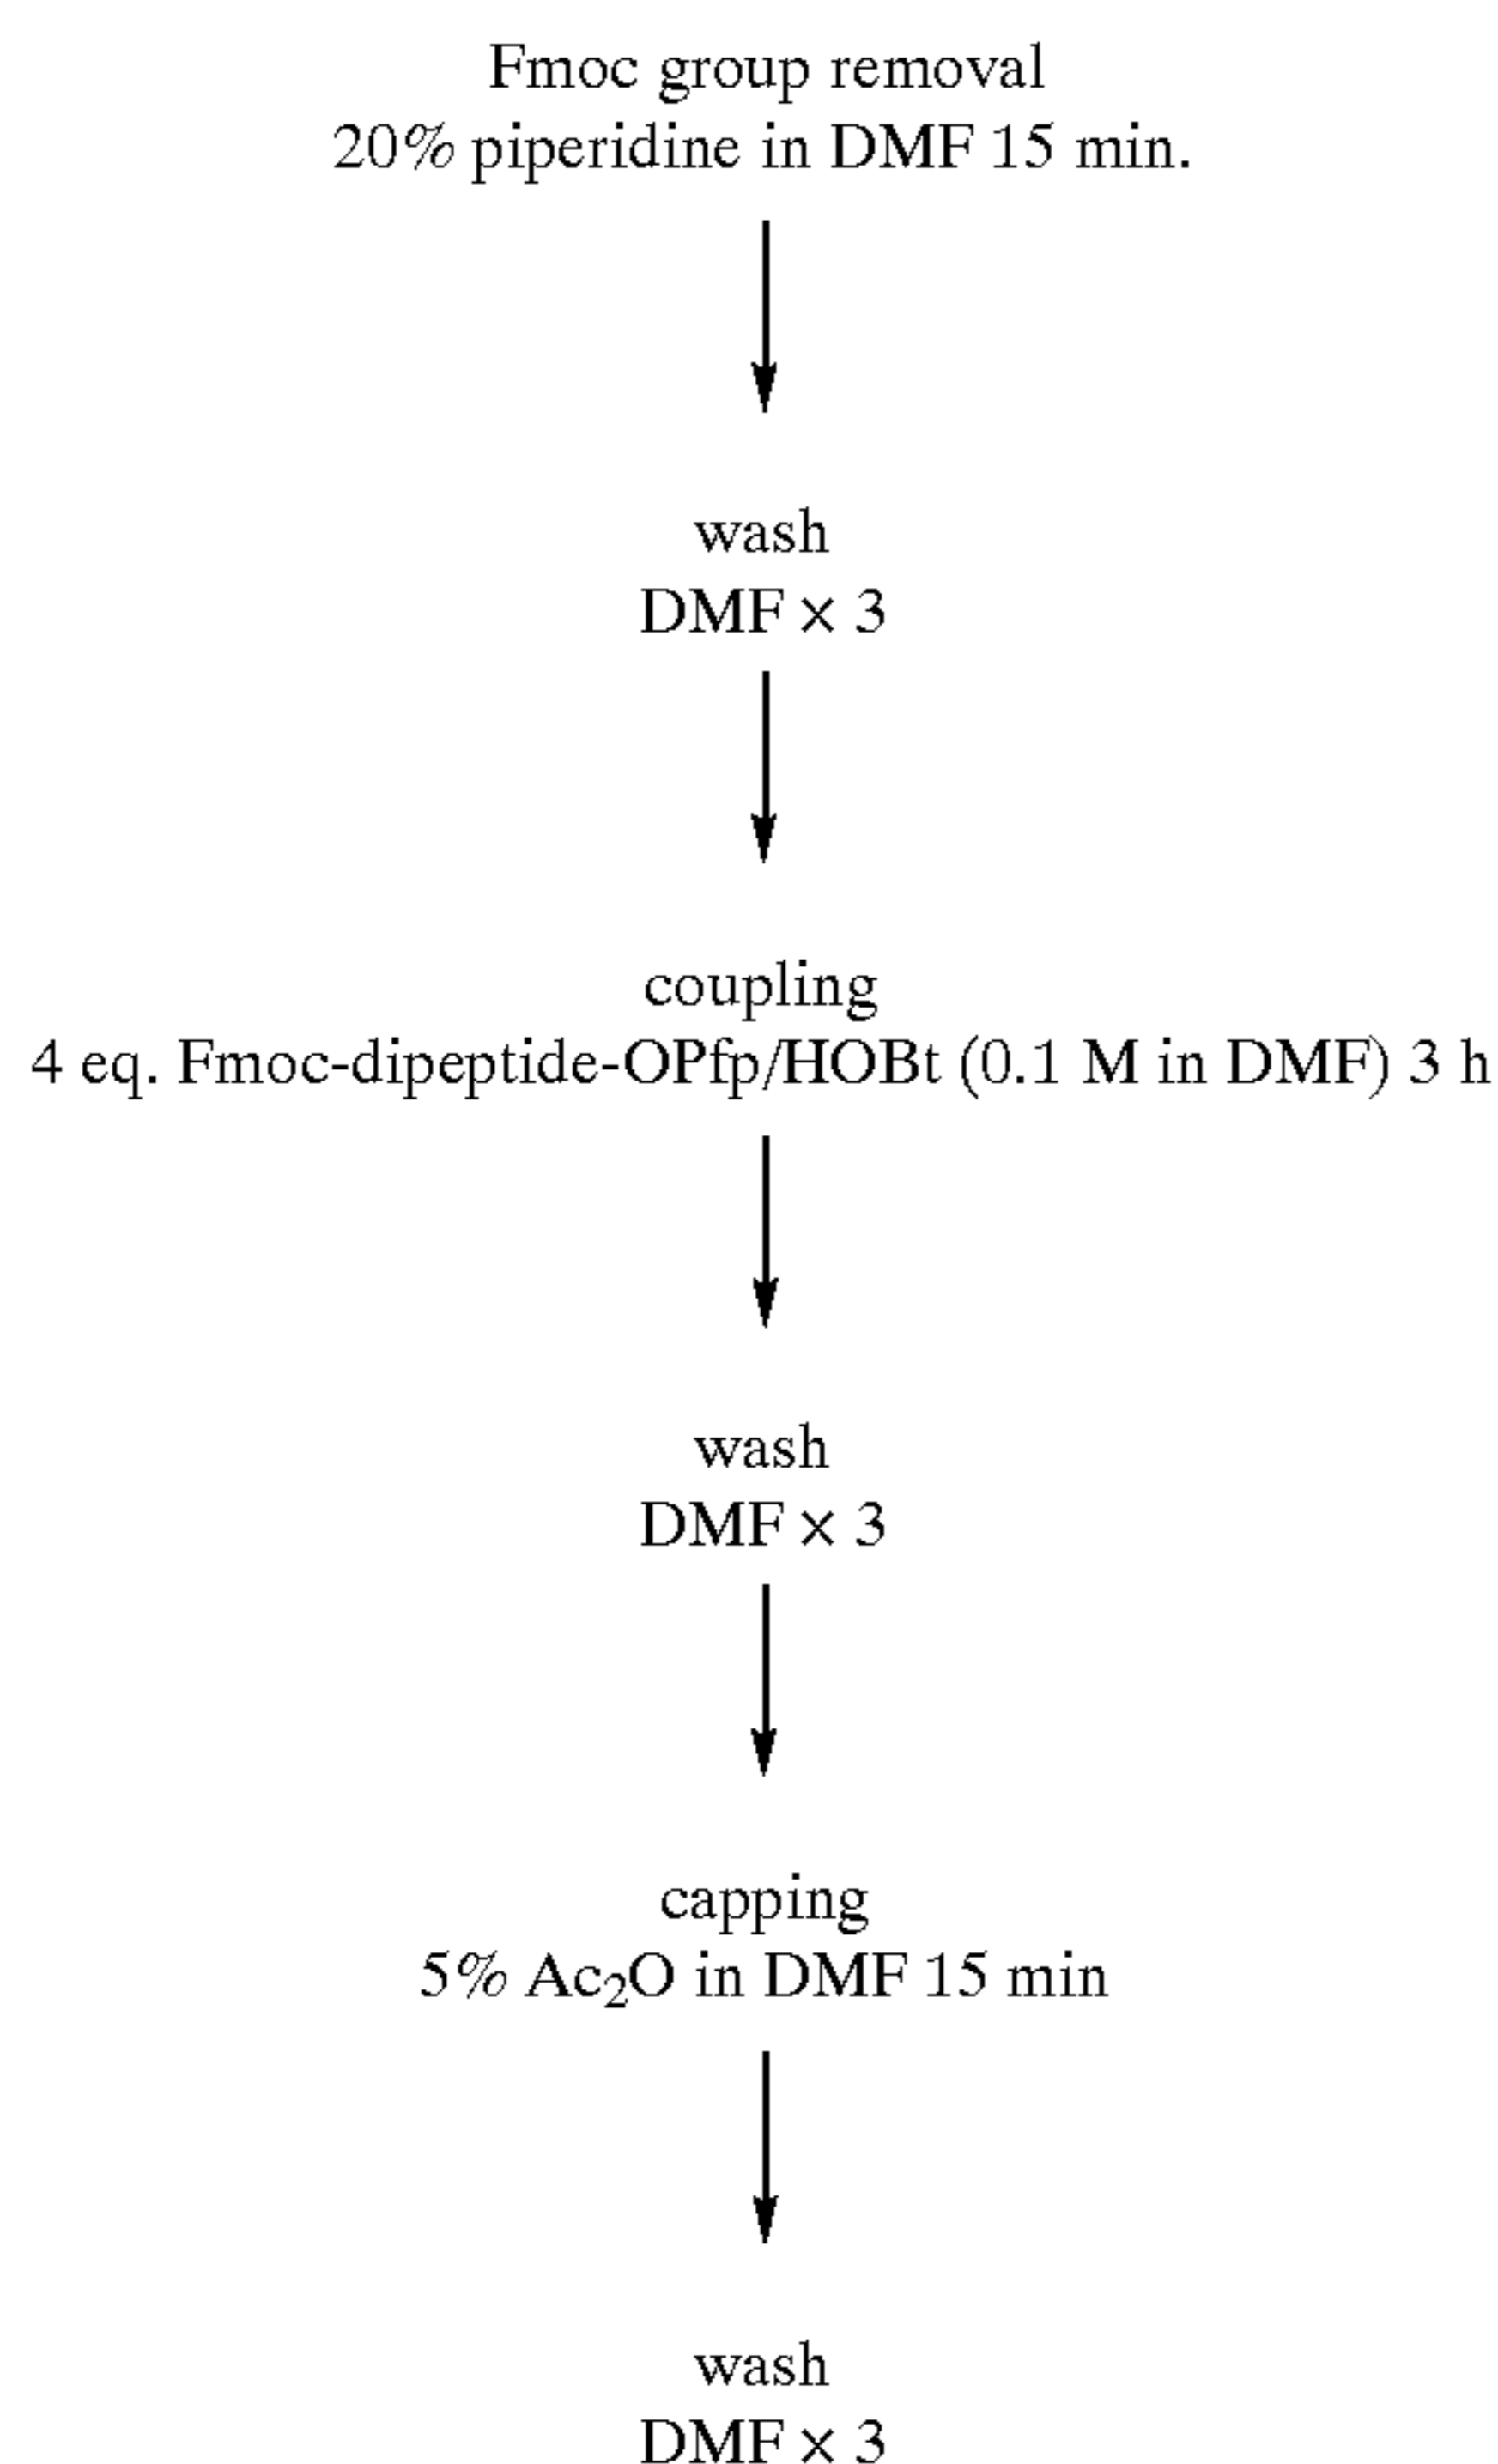 Fmoc group removal
20% piperidine in DMF 15 min.
wash
DMF × 3
coupling
4 eq. Fmoc-dipeptide-OPfp/HOBt (0.1 M in DMF) 3 h
wash
DMF × 3
capping
5% Ac₂O in DMF 15 min
wash
DMF × 3